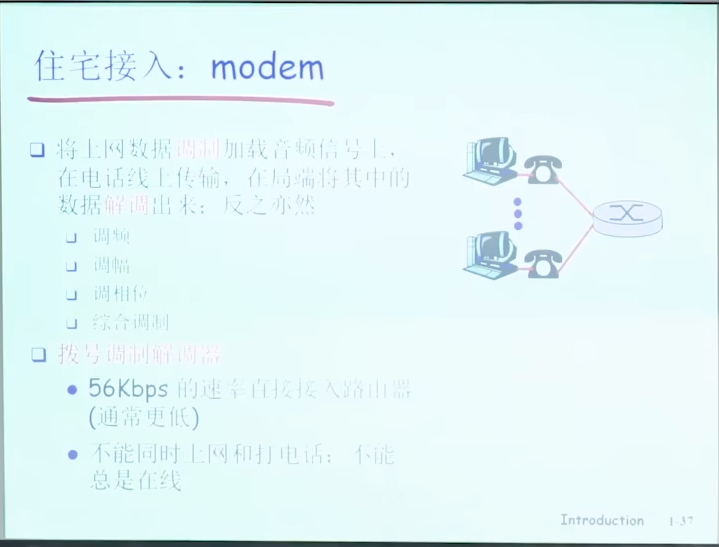 住宅接入：modem
将上网数据调制加载音频信号上，
在电话线上传输，在局端将其中的
数据解调出来；反之亦然
调频
调幅
调相位
综合调制
拨号调制解调器
56Kbps 的速率直接接入路由器
(通常更低)
不能同时上网和打电话：不能
总是在线
Introduction 1-37